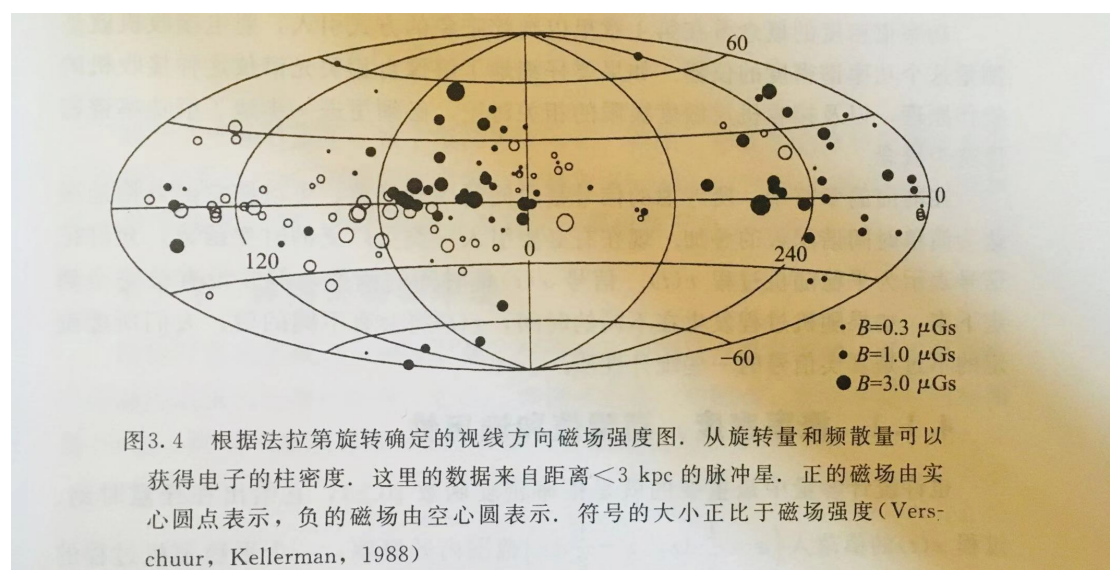 60
0
120
0
240
-60
B=0.3 μGs
B=1.0 μGs
B=3.0 μGs
图3.4 根据法拉第旋转确定的视线方向磁场强度图. 从旋转量和频散量可以
获得电子的柱密度. 这里的数据来自距离<3 kpc 的脉冲星. 正的磁场由实
心圆点表示, 负的磁场由空心圆表示. 符号的大小正比于磁场强度(Vers-
chuur, Kellerman, 1988)